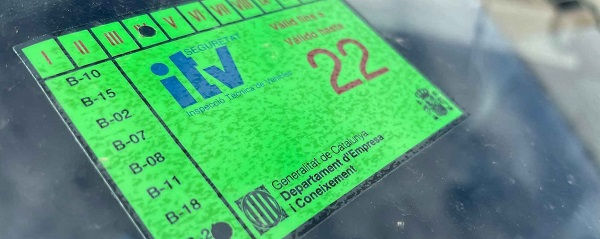 I II III V VI VII VIII
SEGURETAT
itv
Inspecció Tècnica de Vehicles
Vàlid fins a
Válido hasta
22
B-10
B-15
B-02
B-07
B-08
B-11
B-18
Generalitat de Catalunya
Departament d'Empresa
i Coneixement